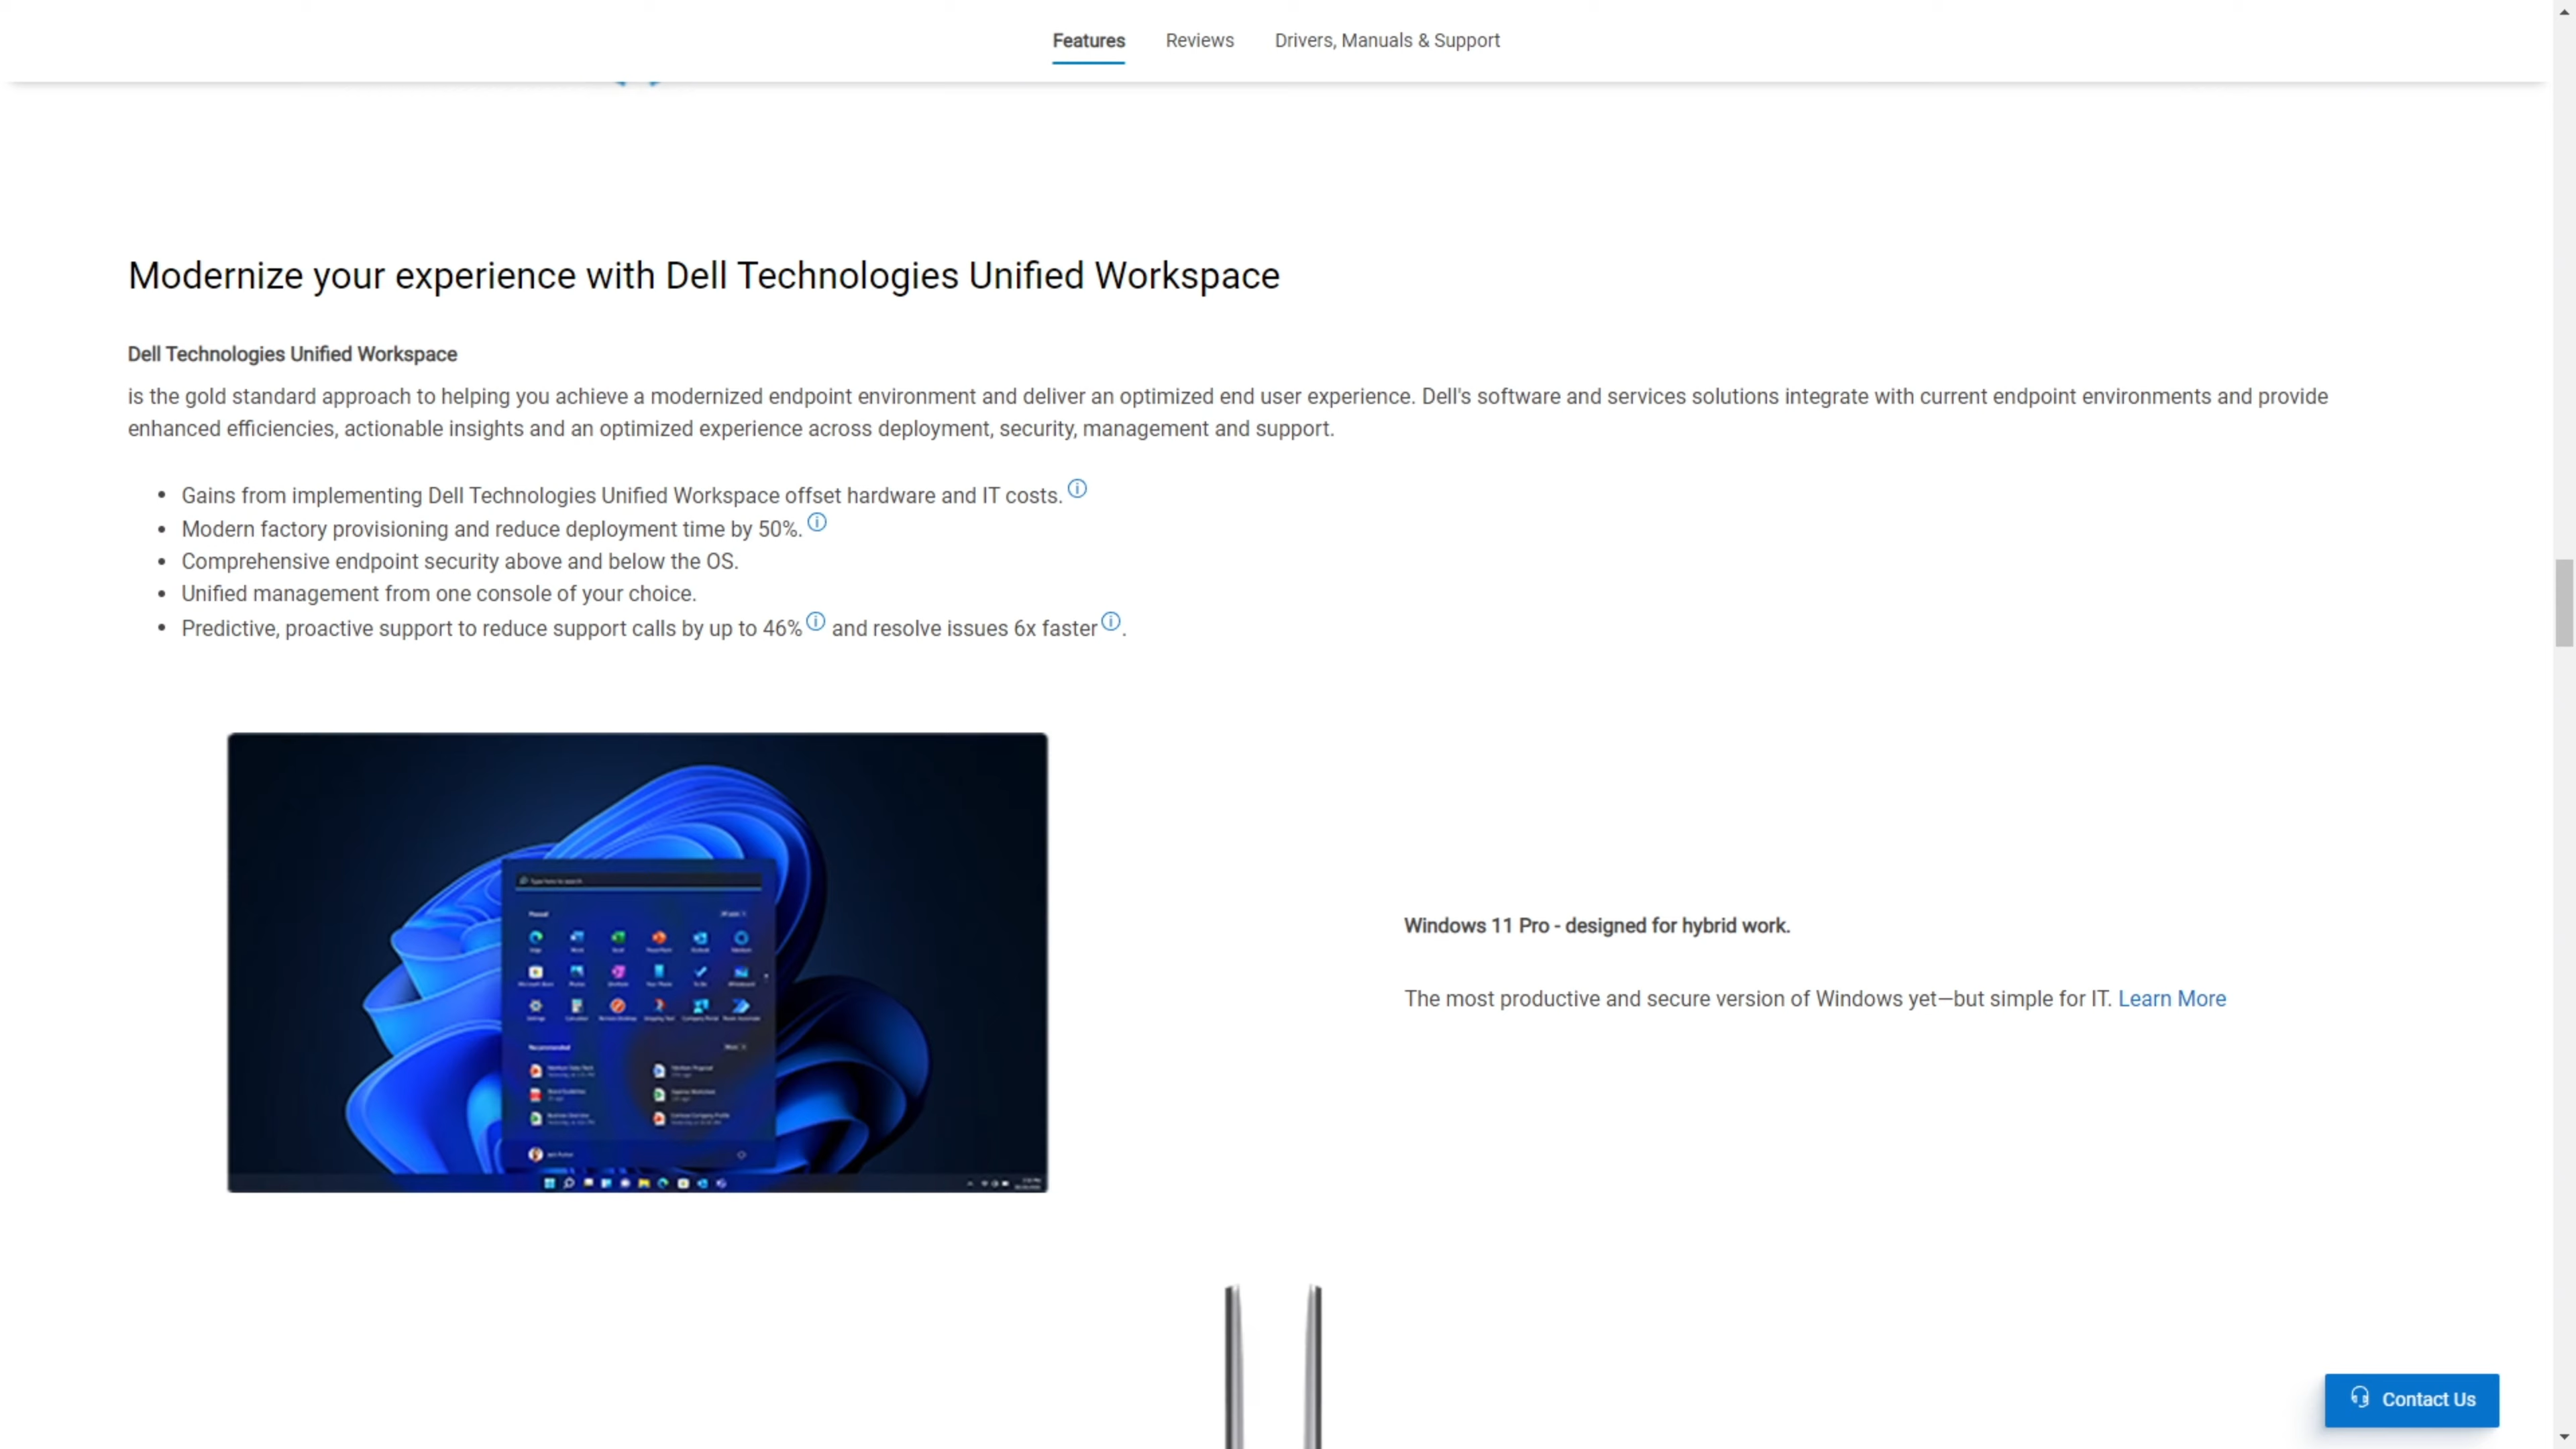 Features Reviews Drivers, Manuals & Support
Modernize your experience with Dell Technologies Unified Workspace
Dell Technologies Unified Workspace
is the gold standard approach to helping you achieve a modernized endpoint environment and deliver an optimized end user experience. Dell's software and services solutions integrate with current endpoint environments and provide
enhanced efficiencies, actionable insights and an optimized experience across deployment, security, management and support.
• Gains from implementing Dell Technologies Unified Workspace offset hardware and IT costs.
• Modern factory provisioning and reduce deployment time by 50%.
• Comprehensive endpoint security above and below the OS.
• Unified management from one console of your choice.
• Predictive, proactive support to reduce support calls by up to 46% and resolve issues 6x faster.
Type here to search
Pinned
Recommended
Windows 11 Pro - designed for hybrid work.
The most productive and secure version of Windows yet—but simple for IT. Learn More
Contact Us